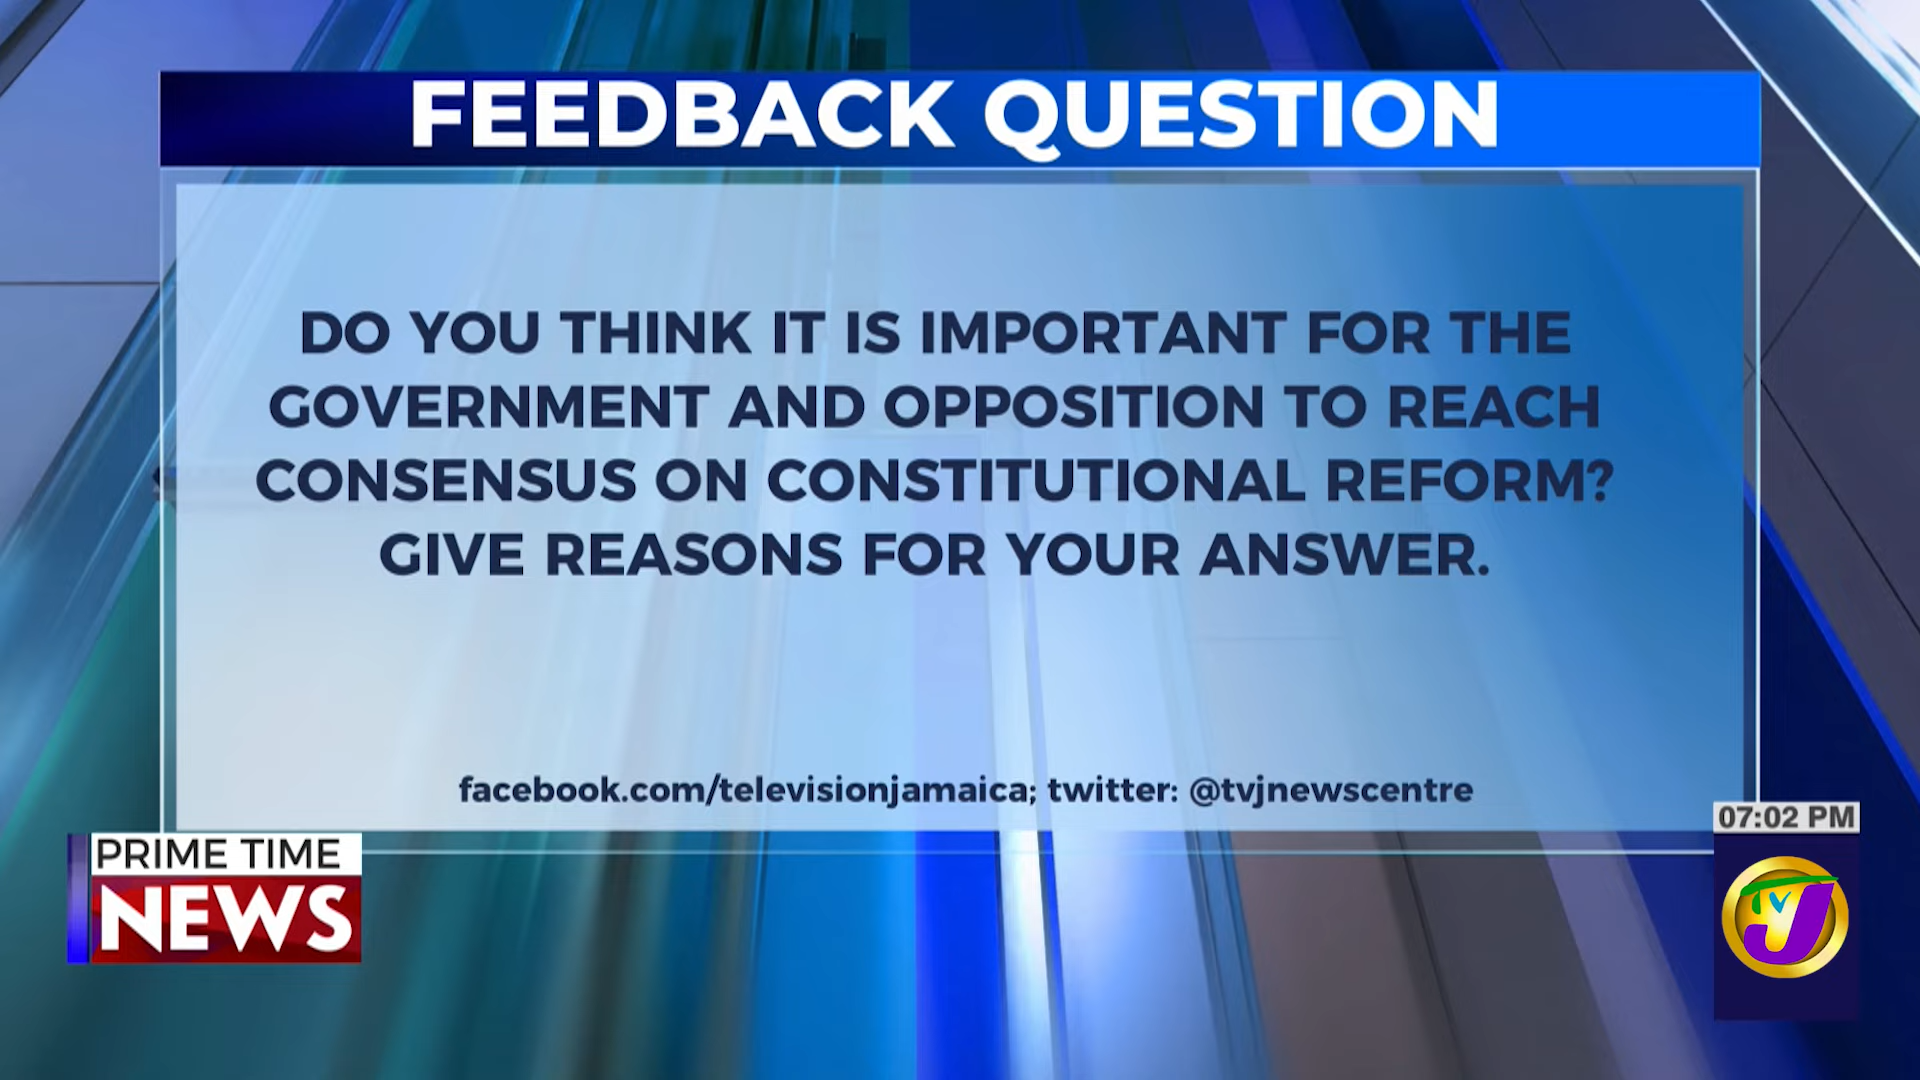 FEEDBACK QUESTION
DO YOU THINK IT IS IMPORTANT FOR THE
GOVERNMENT AND OPPOSITION TO REACH
CONSENSUS ON CONSTITUTIONAL REFORM?
GIVE REASONS FOR YOUR ANSWER.
facebook.com/televisionjamaica; twitter: @tvjnewscentre
PRIME TIME
NEWS
07:02 PM
TVJ